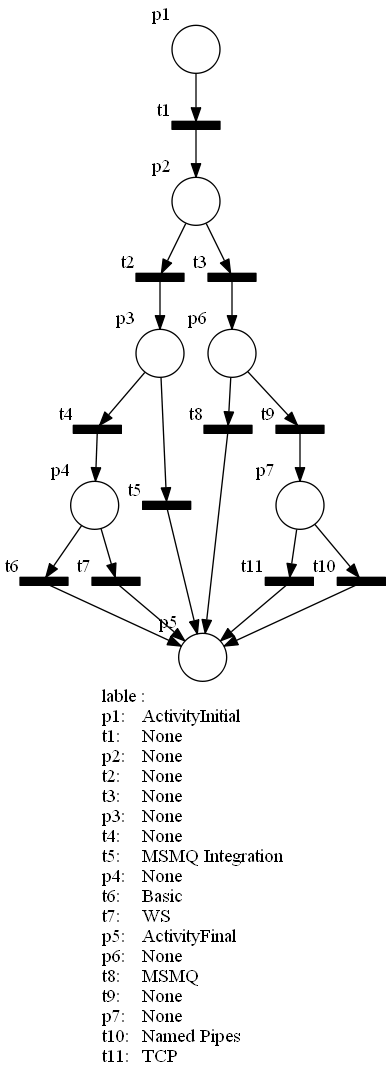 p1
t1
p2
t2
t3
p3
p6
t4
t8
t9
p4
t5
p7
t6
t7
t11
t10
p5
lable :
p1: ActivityInitial
t1: None
p2: None
t2: None
t3: None
p3: None
t4: None
t5: MSMQ Integration
p4: None
t6: Basic
t7: WS
p5: ActivityFinal
p6: None
t8: MSMQ
t9: None
p7: None
t10: Named Pipes
t11: TCP